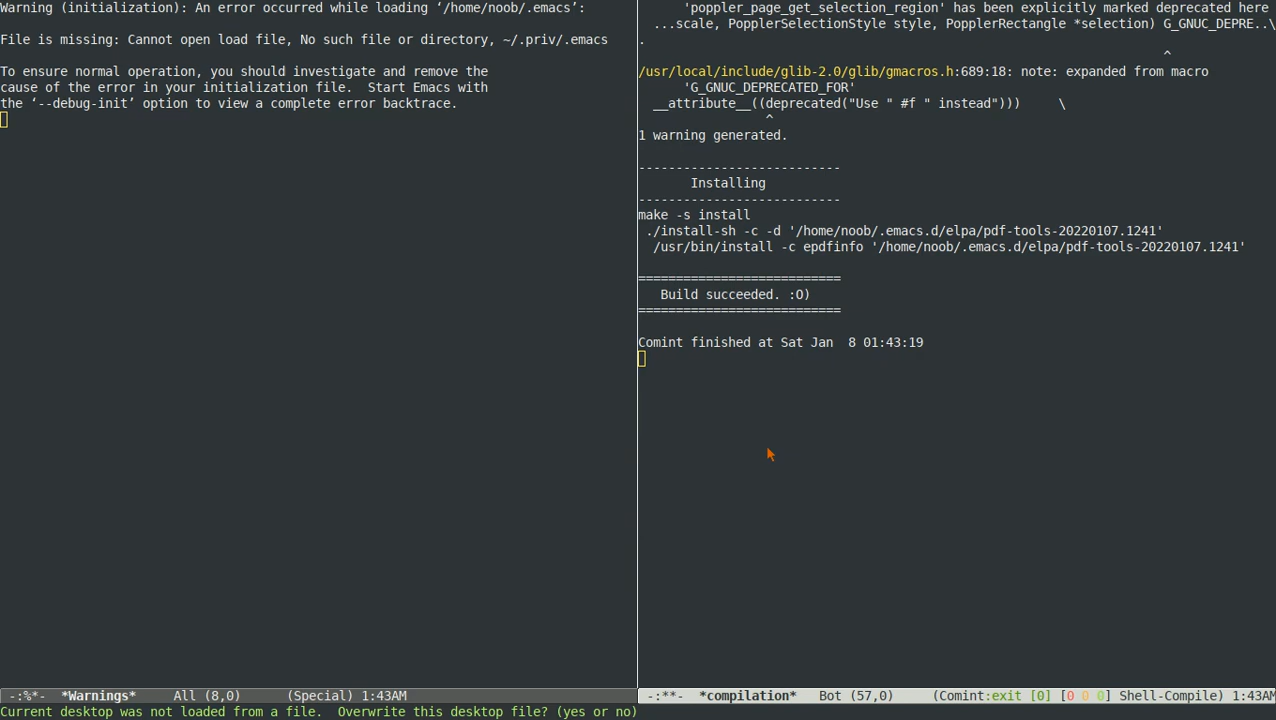 Warning (initialization): An error occurred while loading ‘/home/noob/.emacs’:
File is missing: Cannot open load file, No such file or directory, ~/.priv/.emacs
To ensure normal operation, you should investigate and remove the
cause of the error in your initialization file.  Start Emacs with
the ‘--debug-init’ option to view a complete error backtrace.
-:%*-  *Warnings*     All (8,0)      (Special) 1:43AM
'poppler_page_get_selection_region' has been explicitly marked deprecated here
...scale, PopplerSelectionStyle style, PopplerRectangle *selection) G_GNUC_DEPRE..\
.
^
/usr/local/include/glib-2.0/glib/gmacros.h:689:18: note: expanded from macro
'G_GNUC_DEPRECATED_FOR'
__attribute__((deprecated("Use " #f " instead")))     \
^
1 warning generated.
---------------------------
Installing
---------------------------
make -s install
./install-sh -c -d '/home/noob/.emacs.d/elpa/pdf-tools-20220107.1241'
/usr/bin/install -c epdfinfo '/home/noob/.emacs.d/elpa/pdf-tools-20220107.1241'
===========================
Build succeeded. :O)
===========================
Comint finished at Sat Jan  8 01:43:19
-:**-  *compilation*   Bot (57,0)     (Comint:exit [0] [0 0 0] Shell-Compile) 1:43AM
Current desktop was not loaded from a file.  Overwrite this desktop file? (yes or no)